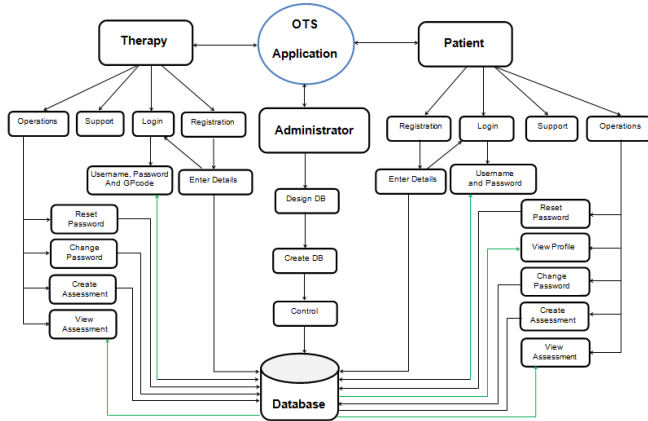 OTS
Application
Therapy
Patient
Operations
Support
Login
Registration
Administrator
Registration
Login
Support
Operations
Username, Password
And GPcode
Enter Details
Enter Details
Username
and Password
Design DB
Reset
Password
Reset
Password
Change
Password
View Profile
Create DB
Create
Assessment
Change
Password
Control
View
Assessment
Create
Assessment
View
Assessment
Database